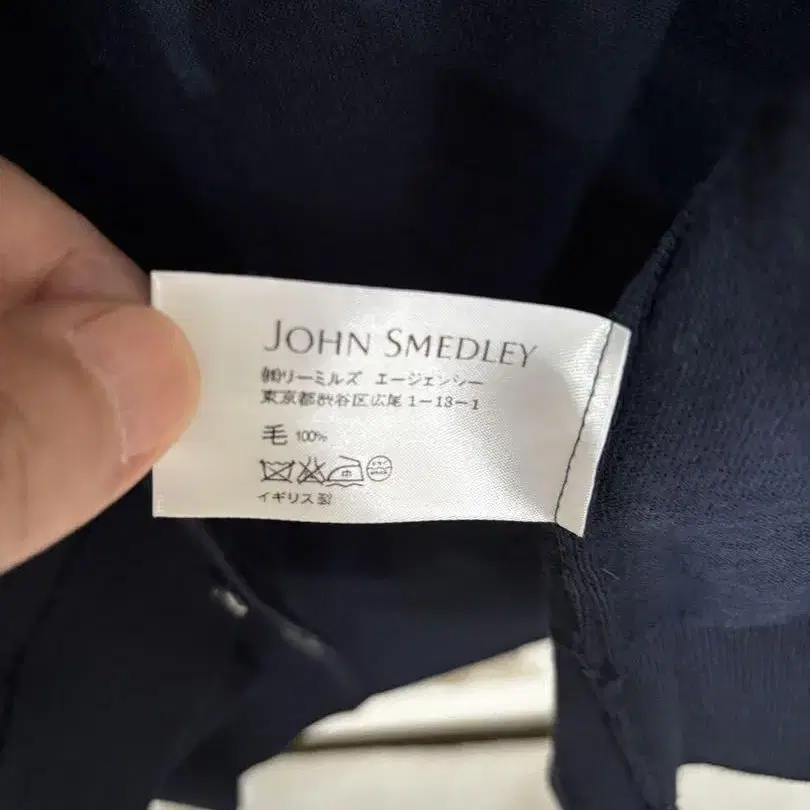 JOHN SMEDLEY
㈱リーミルズ エージェンシー
東京都渋谷区広尾1-13-1
毛 100%
イギリス製